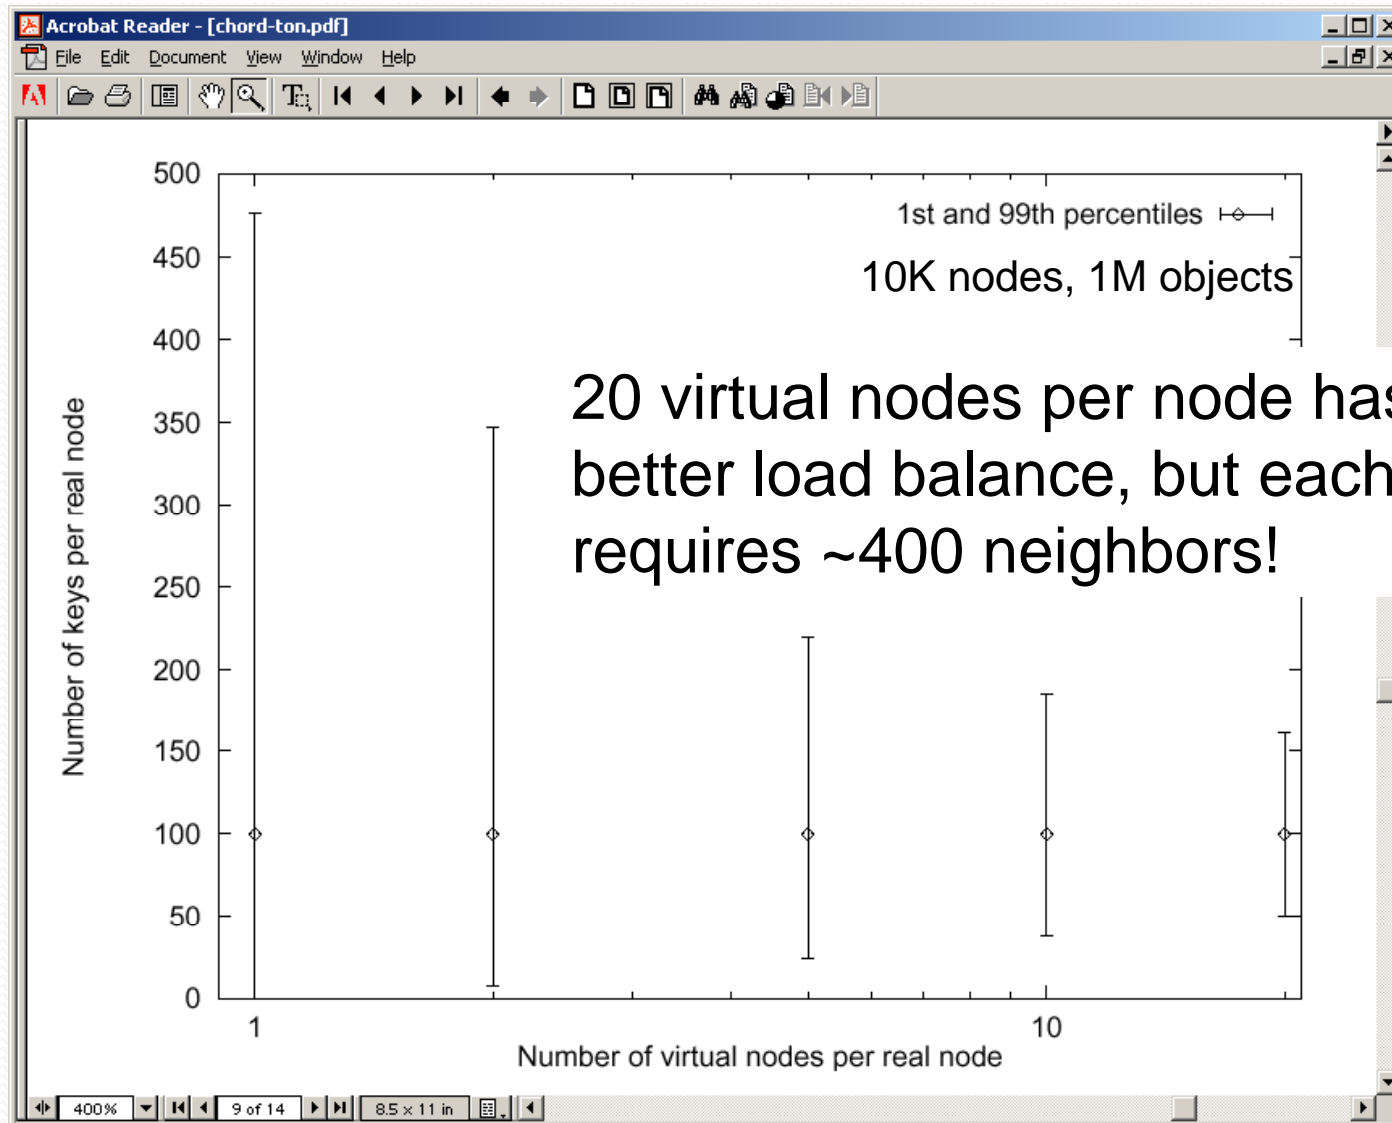 Acrobat Reader - [chord-ton.pdf]
File Edit Document View Window Help
500
1st and 99th percentiles
450
10K nodes, 1M objects
400
20 virtual nodes per node has
better load balance, but each
requires ~400 neighbors!
350
300
250
200
150
100
50
0
Number of keys per real node
1 10
Number of virtual nodes per real node
400% 9 of 14 8.5 x 11 in